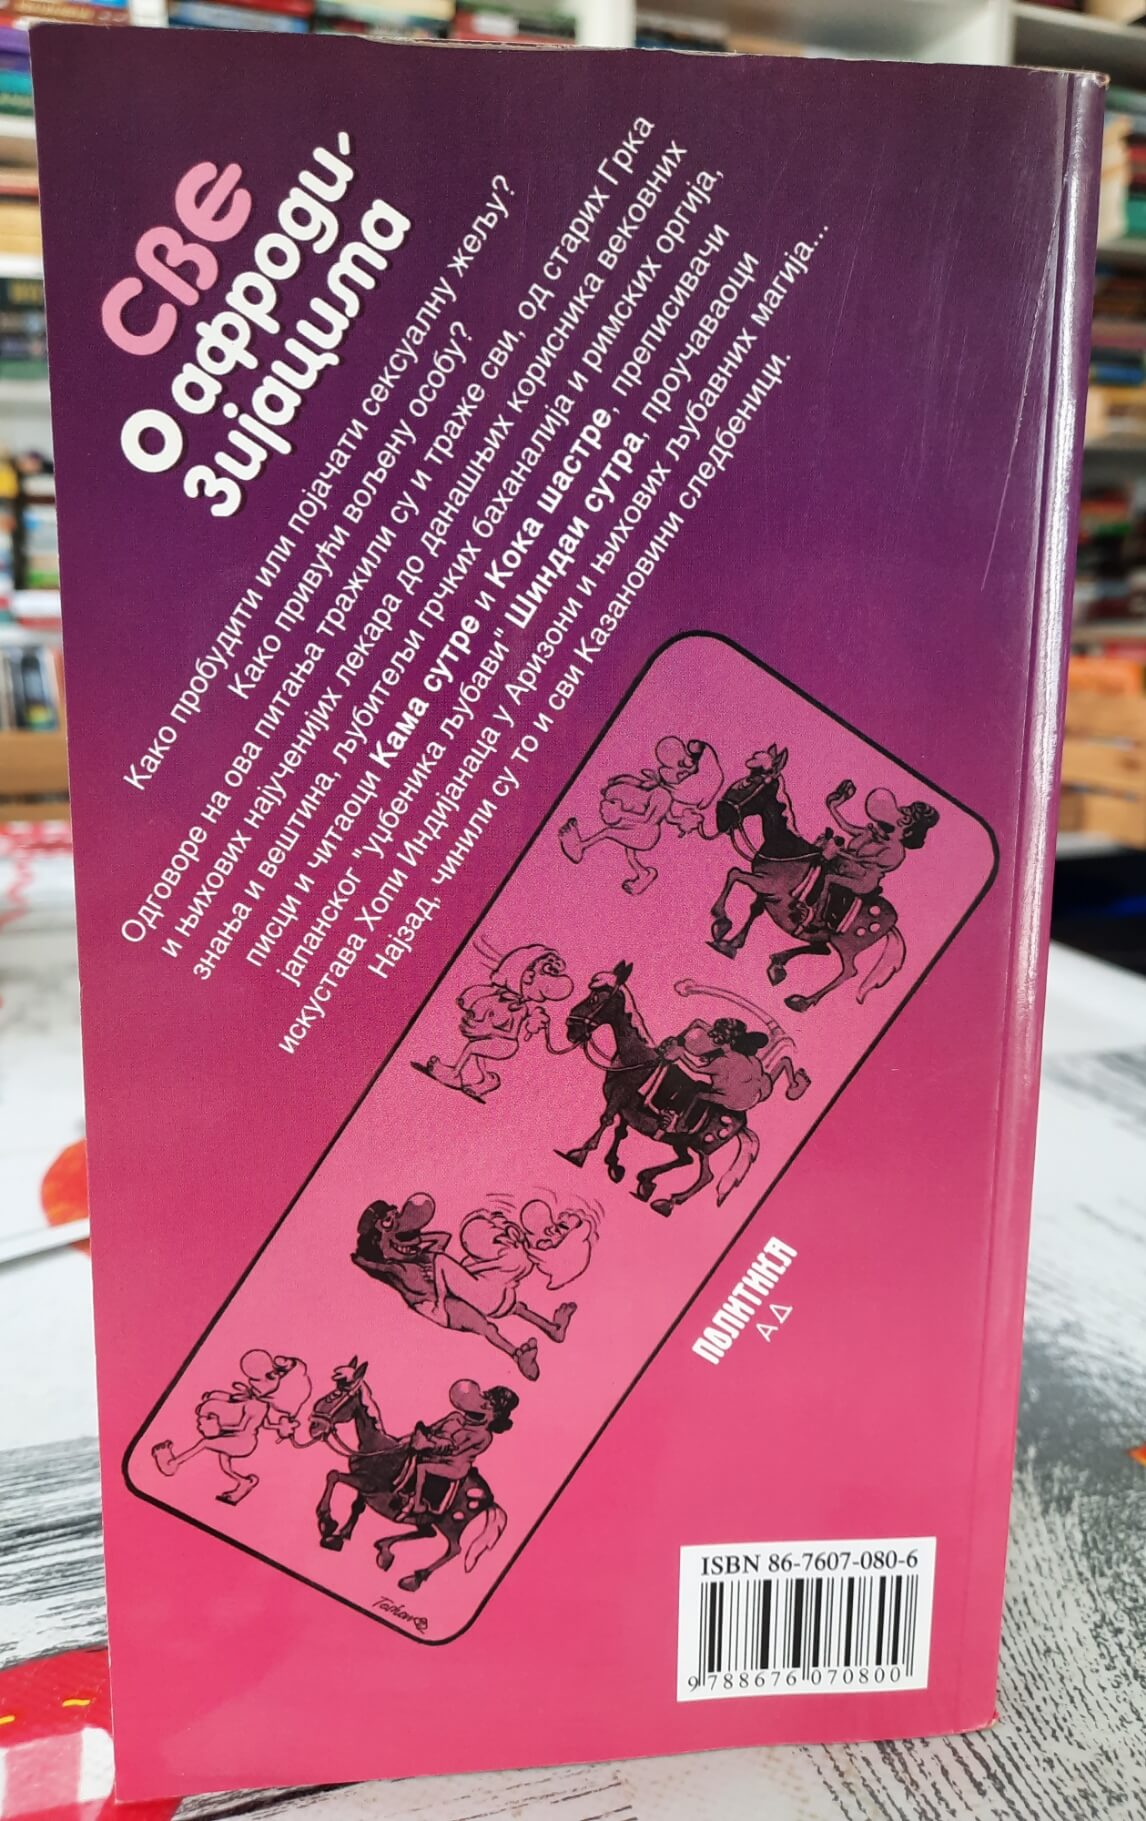 све
о афроди-
зијацима
Како пробудити или појачати сексуалну жељу?
Како привући вољену особу?
Одговоре на ова питања тражили су и траже сви, од старих Грка
и њихових најученијих лекара до данашњих корисника вековних
знања и вештина, љубитељи грчких баханалија и римских оргија,
писци и читаоци Кама сутре и Кока шастре, преписивачи
јапанског "уџбеника љубави" Шиндаи сутра, проучаваоци
искустава Хопи Индијанаца у Аризони и њихових љубавних магија...
Најзад, чинили су то и сви Казановини следбеници.
ПОЛИТИКА
А Д
ISBN 86-7607-080-6
9 788676 070800